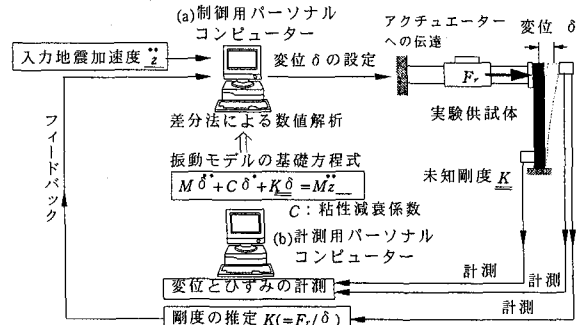 (a)制御用パーソナル
コンピューター
アクチュエーター
への伝達
変位 δ
入力地震加速度 z̈
変位 δ の設定
F_r
実験供試体
差分法による数値解析
フィードバック
振動モデルの基礎方程式
未知剛度 K
Mδ̈+Cδ̇+Kδ=Mz̈
C:粘性減衰係数
(b)計測用パーソナル
コンピューター
計測
計測
変位とひずみの計測
計測
剛度の推定 K(=F_r/δ)